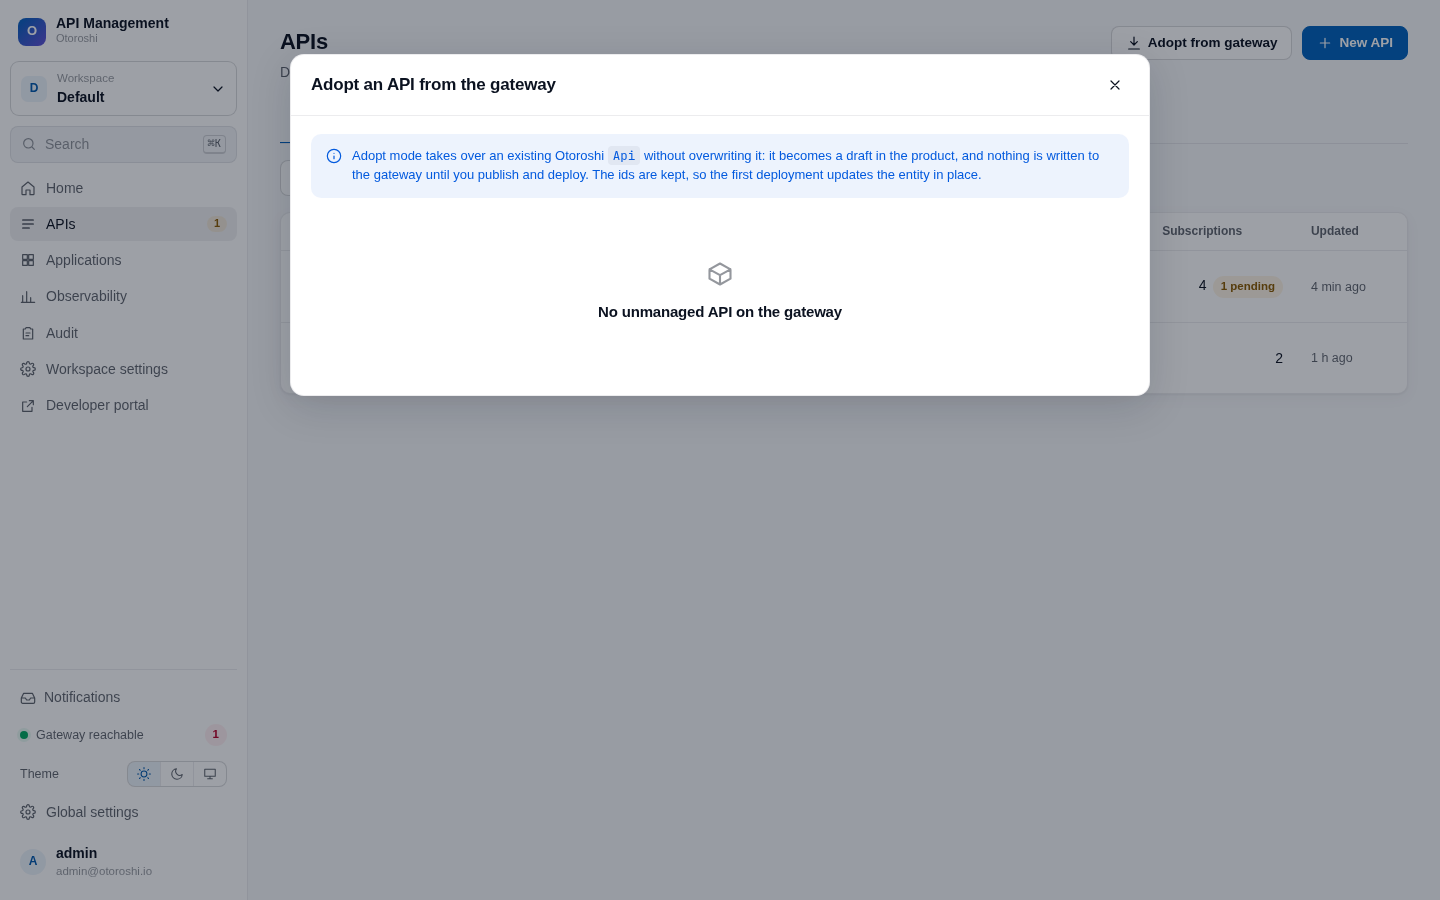 API Management
Otoroshi
D
Workspace
Default
Search
⌘K
Home
APIs
1
Applications
Observability
Audit
Workspace settings
Developer portal
Notifications
Gateway reachable
1
Theme
Global settings
A
admin
admin@otoroshi.io
O
APIs
D
Adopt from gateway
New API
Adopt an API from the gateway
Adopt mode takes over an existing Otoroshi Api without overwriting it: it becomes a draft in the product, and nothing is written to
the gateway until you publish and deploy. The ids are kept, so the first deployment updates the entity in place.
No unmanaged API on the gateway
Subscriptions
Updated
4
1 pending
4 min ago
2
1 h ago